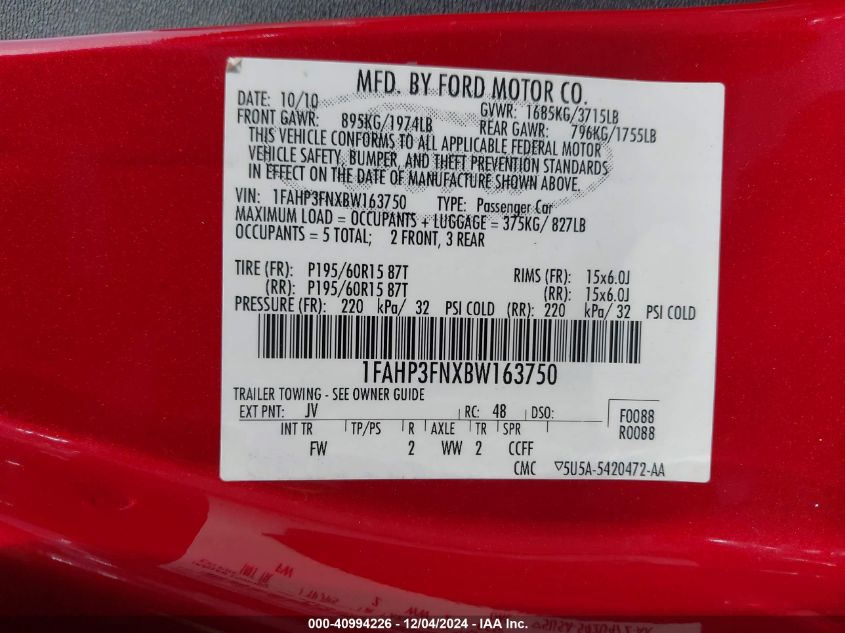 MFD. BY FORD MOTOR CO.
DATE: 10/10 GVWR: 1685KG/3715LB
FRONT GAWR: 895KG/1974LB REAR GAWR: 796KG/1755LB
THIS VEHICLE CONFORMS TO ALL APPLICABLE FEDERAL MOTOR
VEHICLE SAFETY, BUMPER, AND THEFT PREVENTION STANDARDS
IN EFFECT ON THE DATE OF MANUFACTURE SHOWN ABOVE.
VIN: 1FAHP3FNXBW163750 TYPE: Passenger Car
MAXIMUM LOAD = OCCUPANTS + LUGGAGE = 375KG/ 827LB
OCCUPANTS = 5 TOTAL; 2 FRONT, 3 REAR
TIRE (FR): P195/60R15 87T RIMS (FR): 15x6.0J
(RR): P195/60R15 87T (RR): 15x6.0J
PRESSURE (FR): 220 kPa/ 32 PSI COLD (RR): 220 kPa/ 32 PSI COLD
1FAHP3FNXBW163750
TRAILER TOWING - SEE OWNER GUIDE
EXT PNT: JV RC: 48 DSO: F0088
R0088
INT TR TP/PS R AXLE TR SPR
FW 2 WW 2 CCFF
CMC ▽5U5A-5420472-AA
000-40994226 - 12/04/2024 - IAA, Inc.